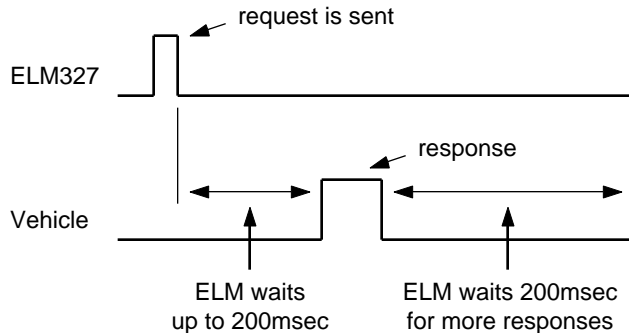 request is sent
ELM327
response
Vehicle
ELM waits
up to 200msec
ELM waits 200msec
for more responses